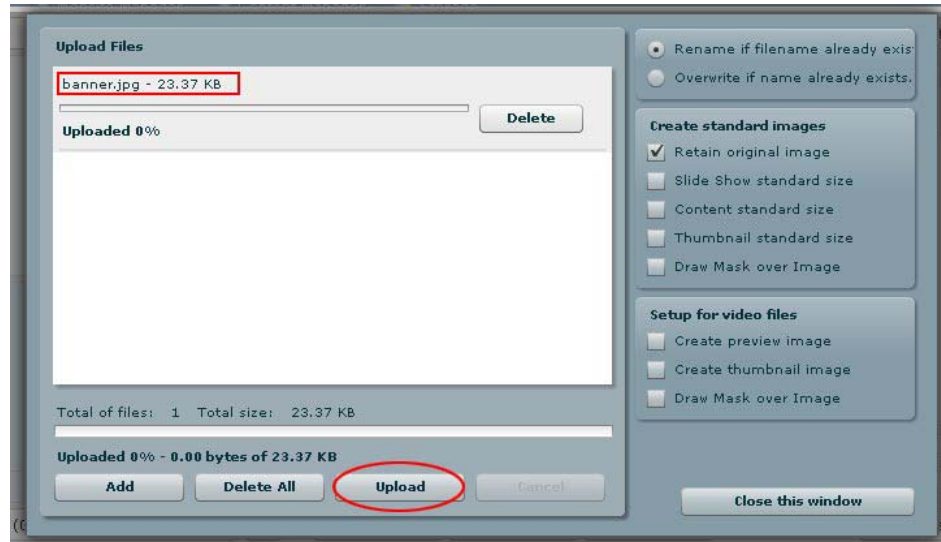 Upload Files
banner.jpg - 23.37 KB
Delete
Uploaded 0%
Total of files: 1 Total size: 23.37 KB
Uploaded 0% - 0.00 bytes of 23.37 KB
Add
Delete All
Upload
Cancel
Rename if filename already exis
Overwrite if name already exists.
Create standard images
Retain original image
Slide Show standard size
Content standard size
Thumbnail standard size
Draw Mask over Image
Setup for video files
Create preview image
Create thumbnail image
Draw Mask over Image
Close this window